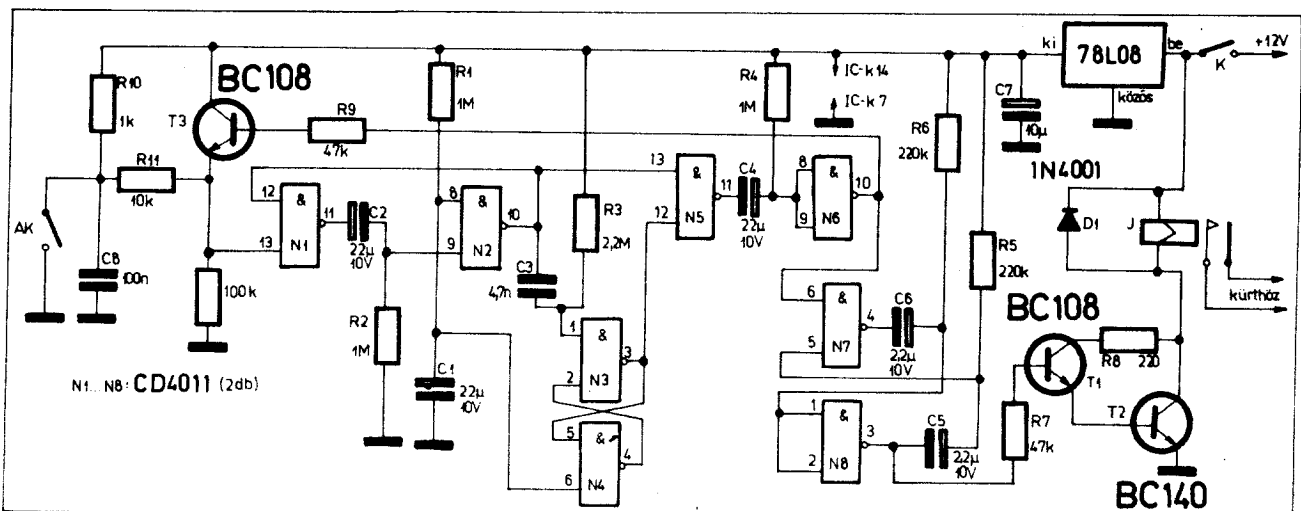 ki
78L08
be
K
+12V
közös
R10
1k
BC108
T3
R9
47k
R1
1M
R4
1M
IC-k 14
IC-k 7
R6
220k
C7
10µ
1N4001
R11
10k
AK
C8
100n
100k
12
13
&
N1
11
C2
22µ
10V
R2
1M
8
9
&
N2
10
C3
4,7n
R3
2,2M
13
12
&
N5
11
C4
22µ
10V
8
9
&
N6
10
R5
220k
D1
J
kürthöz
C1
22µ
10V
1
2
&
N3
3
5
6
&
N4
4
6
5
&
N7
4
C6
2,2µ
10V
1
2
&
N8
3
C5
2,2µ
10V
BC108
T1
R8
220
R7
47k
T2
BC140
N1...N8: CD4011 (2db)